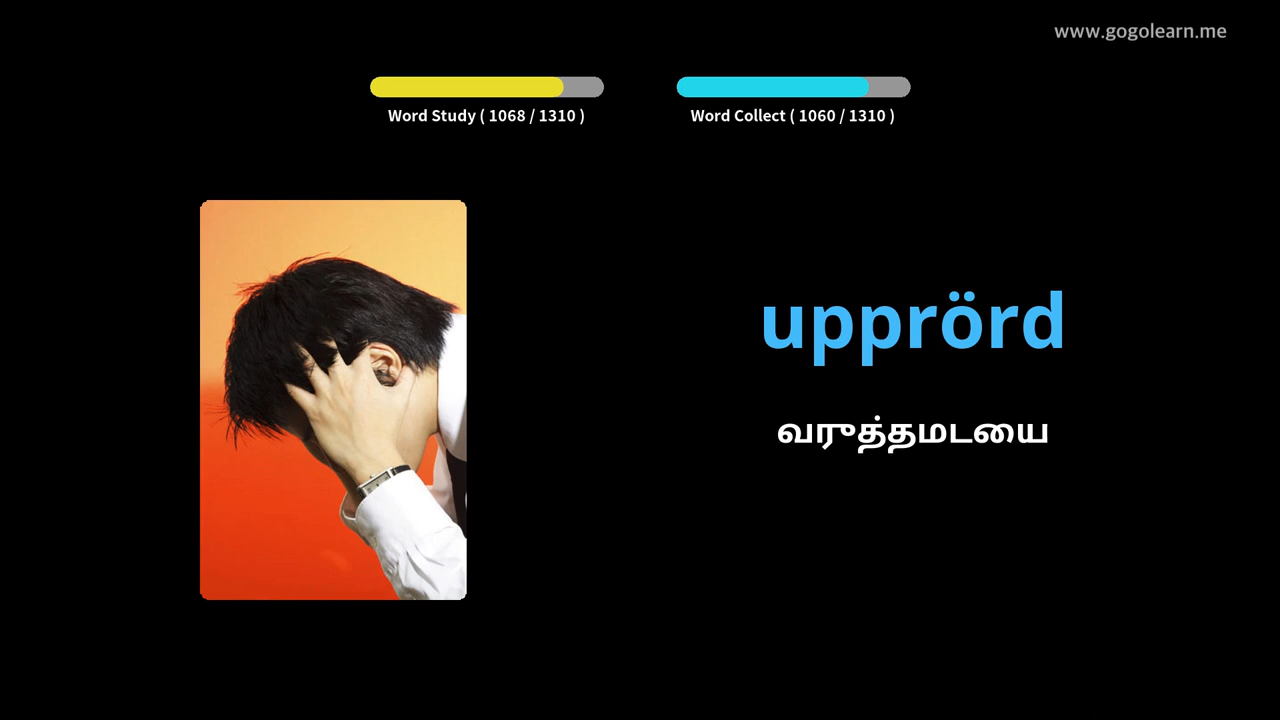 www.gogolearn.me
Word Study ( 1068 / 1310 )
Word Collect ( 1060 / 1310 )
upprörd
வருத்தமடயை